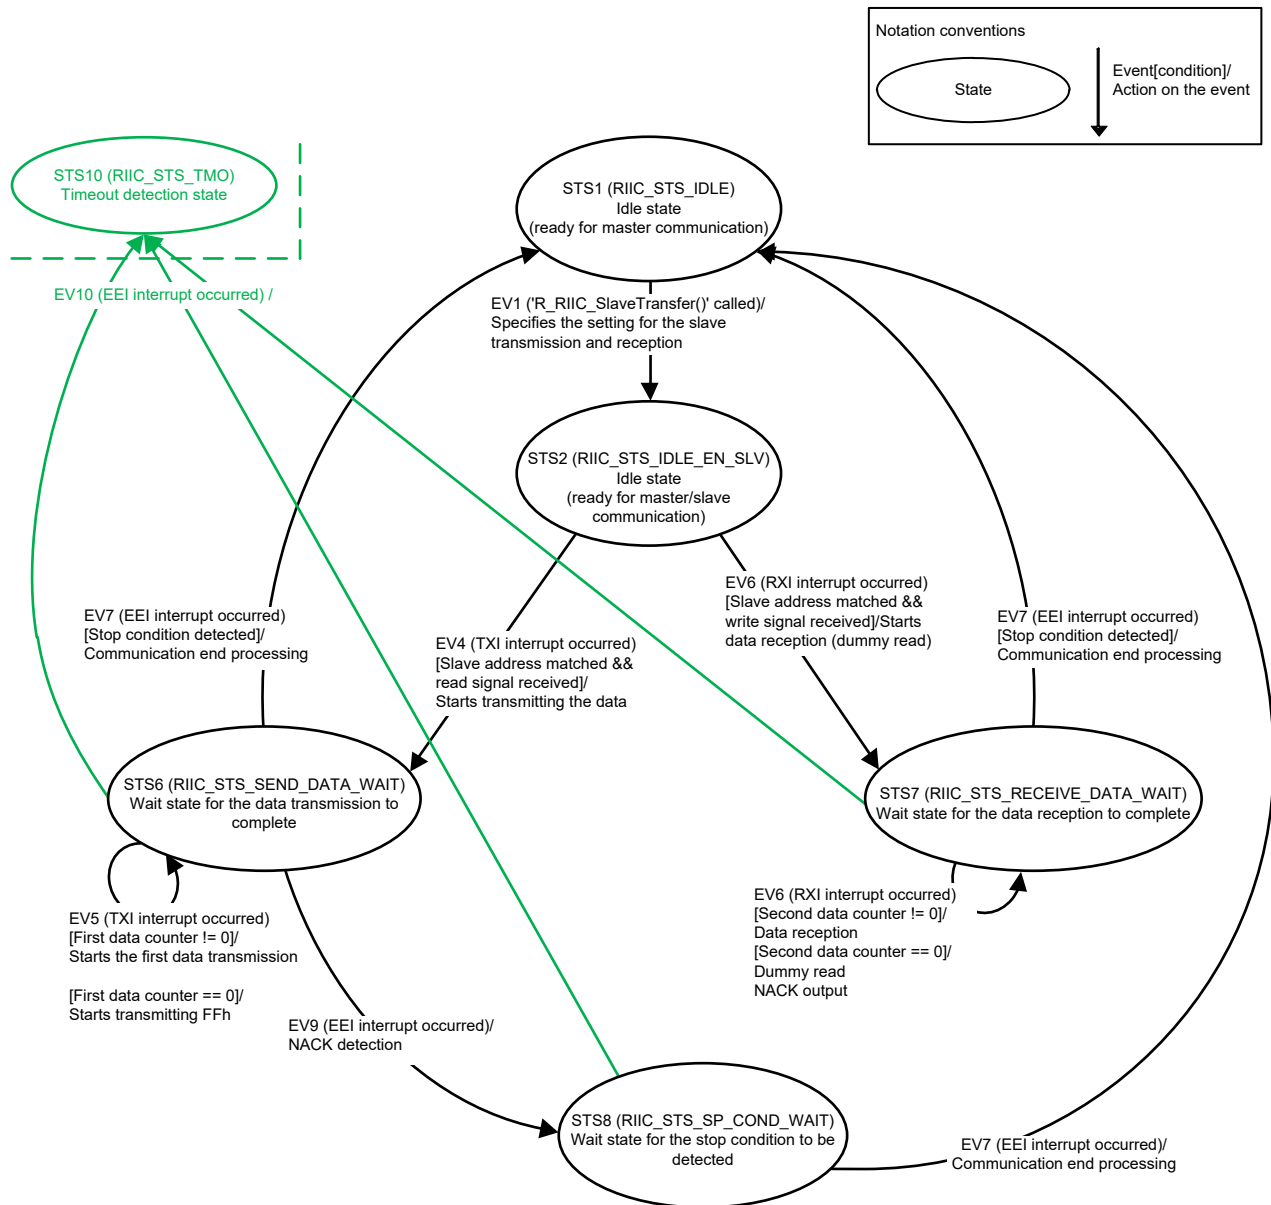 Notation conventions
State
Event[condition]/
Action on the event
STS10 (RIIC_STS_TMO)
Timeout detection state
STS1 (RIIC_STS_IDLE)
Idle state
(ready for master communication)
EV10 (EEI interrupt occurred) /
EV1 ('R_RIIC_SlaveTransfer()' called)/
Specifies the setting for the slave
transmission and reception
STS2 (RIIC_STS_IDLE_EN_SLV)
Idle state
(ready for master/slave
communication)
EV7 (EEI interrupt occurred)
[Stop condition detected]/
Communication end processing
EV4 (TXI interrupt occurred)
[Slave address matched &&
read signal received]/
Starts transmitting the data
EV6 (RXI interrupt occurred)
[Slave address matched &&
write signal received]/Starts
data reception (dummy read)
EV7 (EEI interrupt occurred)
[Stop condition detected]/
Communication end processing
STS6 (RIIC_STS_SEND_DATA_WAIT)
Wait state for the data transmission to
complete
STS7 (RIIC_STS_RECEIVE_DATA_WAIT)
Wait state for the data reception to complete
EV5 (TXI interrupt occurred)
[First data counter != 0]/
Starts the first data transmission
[First data counter == 0]/
Starts transmitting FFh
EV6 (RXI interrupt occurred)
[Second data counter != 0]/
Data reception
[Second data counter == 0]/
Dummy read
NACK output
EV9 (EEI interrupt occurred)/
NACK detection
STS8 (RIIC_STS_SP_COND_WAIT)
Wait state for the stop condition to be
detected
EV7 (EEI interrupt occurred)/
Communication end processing